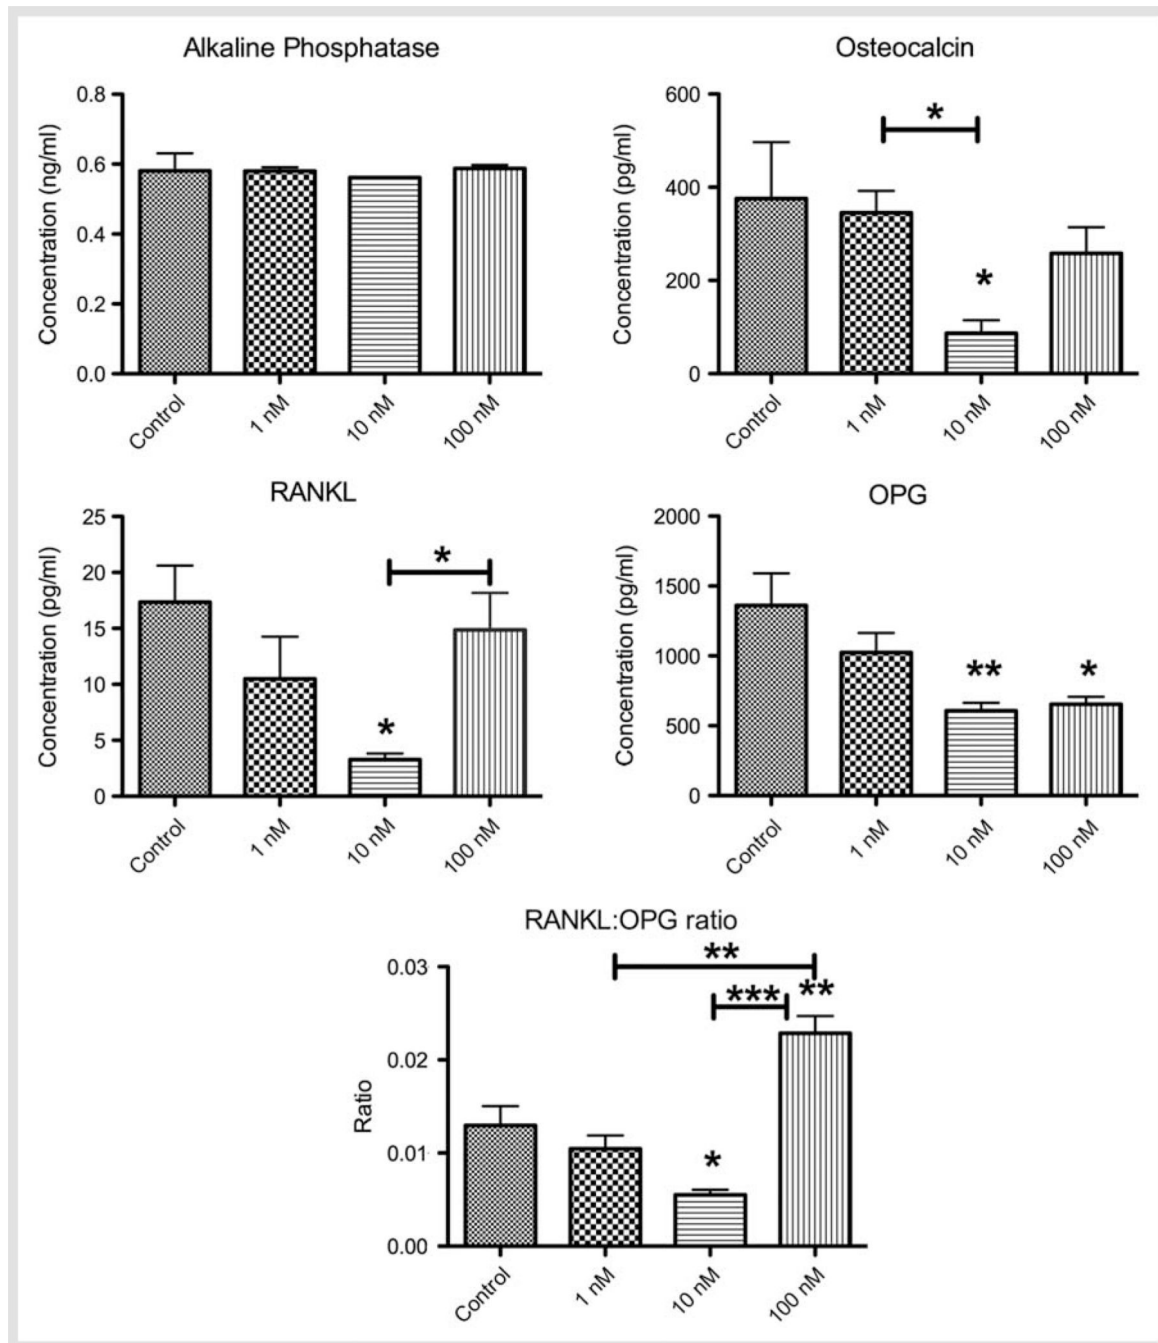 Alkaline Phosphatase
Concentration (ng/ml)
0.8
0.6
0.4
0.2
0.0
Control
1 nM
10 nM
100 nM
Osteocalcin
Concentration (pg/ml)
600
400
200
0
*
*
Control
1 nM
10 nM
100 nM
RANKL
Concentration (pg/ml)
25
20
15
10
5
0
*
*
Control
1 nM
10 nM
100 nM
OPG
Concentration (pg/ml)
2000
1500
1000
500
0
**
*
Control
1 nM
10 nM
100 nM
RANKL:OPG ratio
Ratio
0.03
0.02
0.01
0.00
**
***
**
*
Control
1 nM
10 nM
100 nM